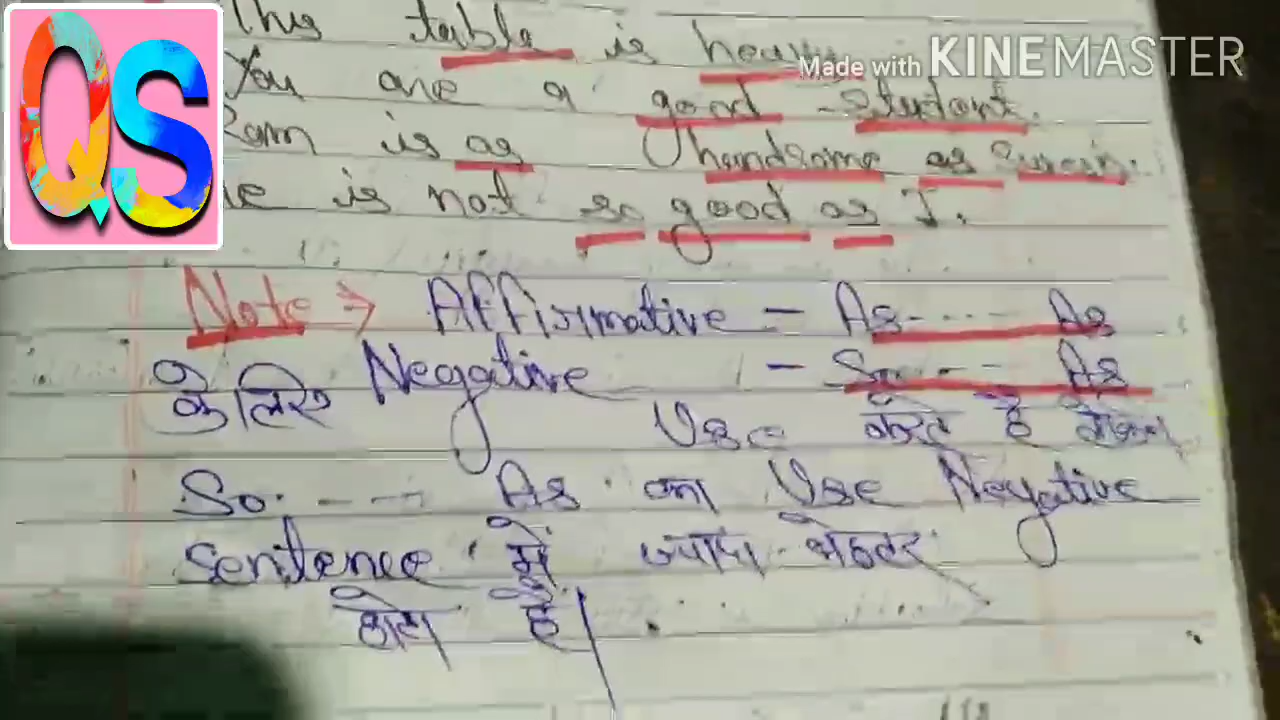 QS
Made with KINEMASTER
This table is heavy
You are a good student.
Ram is as handsome as Suresh.
is not so good as I.
Note → Affirmative - As---- As
के लिए Negative - So---- As
Use करते हैं लेकिन
So---- As का Use Negative
sentence में ज्यादा बेहतर
होता है|